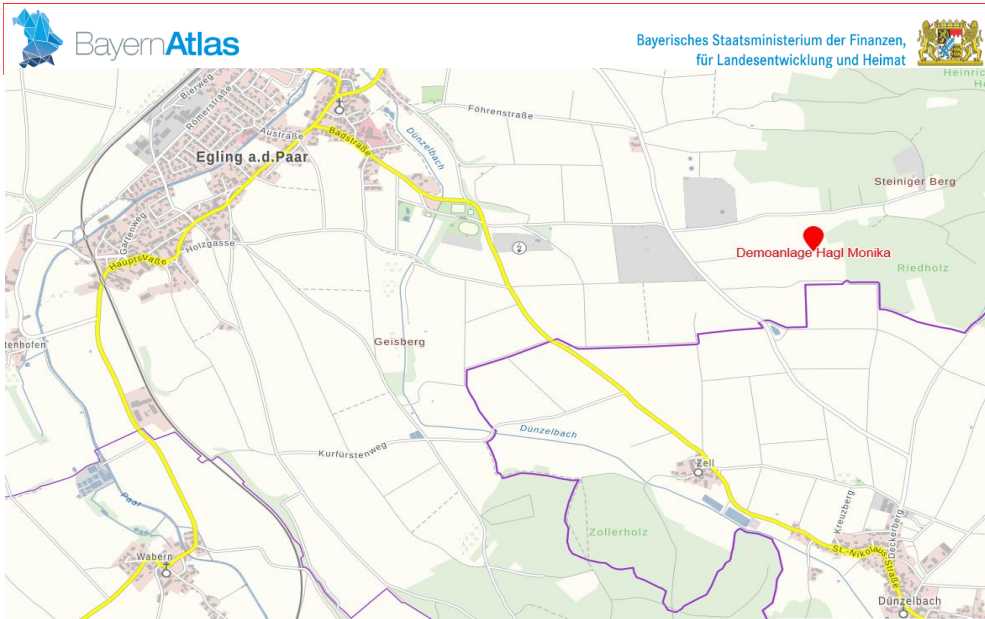 BayernAtlas
Bayerisches Staatsministerium der Finanzen,
für Landesentwicklung und Heimat
Bierweg
Römerstraße
Föhrenstraße
Austraße
Badstraße
Dünzelbach
Egling a.d.Paar
Steiniger Berg
Gartenweg
Holzgasse
Hauptstraße
Demoanlage Hagl Monika
Riedholz
tenhofen
Geisberg
Dünzelbach
Kurfürstenweg
Zell
Paar
Kreuzberg
Deckerberg
Zollerholz
Wabern
St.-Nikolaus-Straße
Dünzelbach